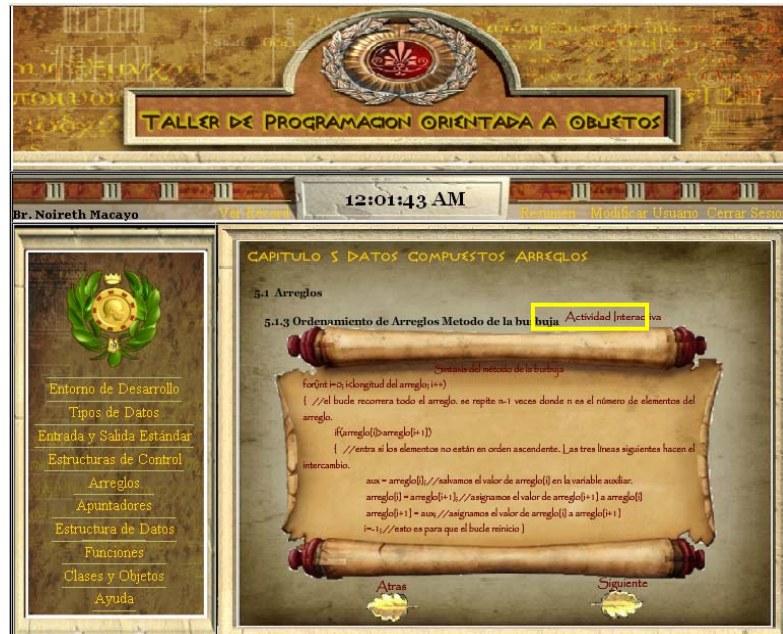 TALLER DE PROGRAMACION ORIENTADA A OBJETOS
12:01:43 AM
Br. Noireth Macayo
Ver Record
Resumen Modificar Usuario Cerrar Sesio
CAPITULO 5 DATOS COMPUESTOS ARREGLOS
5.1 Arreglos
5.1.3 Ordenamiento de Arreglos Metodo de la burbuja Actividad Interactiva
Sintaxis del método de la burbuja
for(int i=0; i<longitud del arreglo; i++)
{ //el bucle recorrera todo el arreglo. se repite n-1 veces donde n es el número de elementos del
arreglo.
if(arreglo[i]>arreglo[i+1])
{ //entra si los elementos no están en orden ascendente. Las tres líneas siguientes hacen el
intercambio.
aux = arreglo[i];//salvamos el valor de arreglo[i] en la variable auxiliar.
arreglo[i] = arreglo[i+1];//asignamos el valor de arreglo[i+1] a arreglo[i]
arreglo[i+1] = aux;//asignamos el valor de arreglo[i] a arreglo[i+1]
i=-1;//esto es para que el bucle reinicio }
Atras
Siguiente
Entorno de Desarrollo
Tipos de Datos
Entrada y Salida Estándar
Estructuras de Control
Arreglos
Apuntadores
Estructura de Datos
Funciones
Clases y Objetos
Ayuda